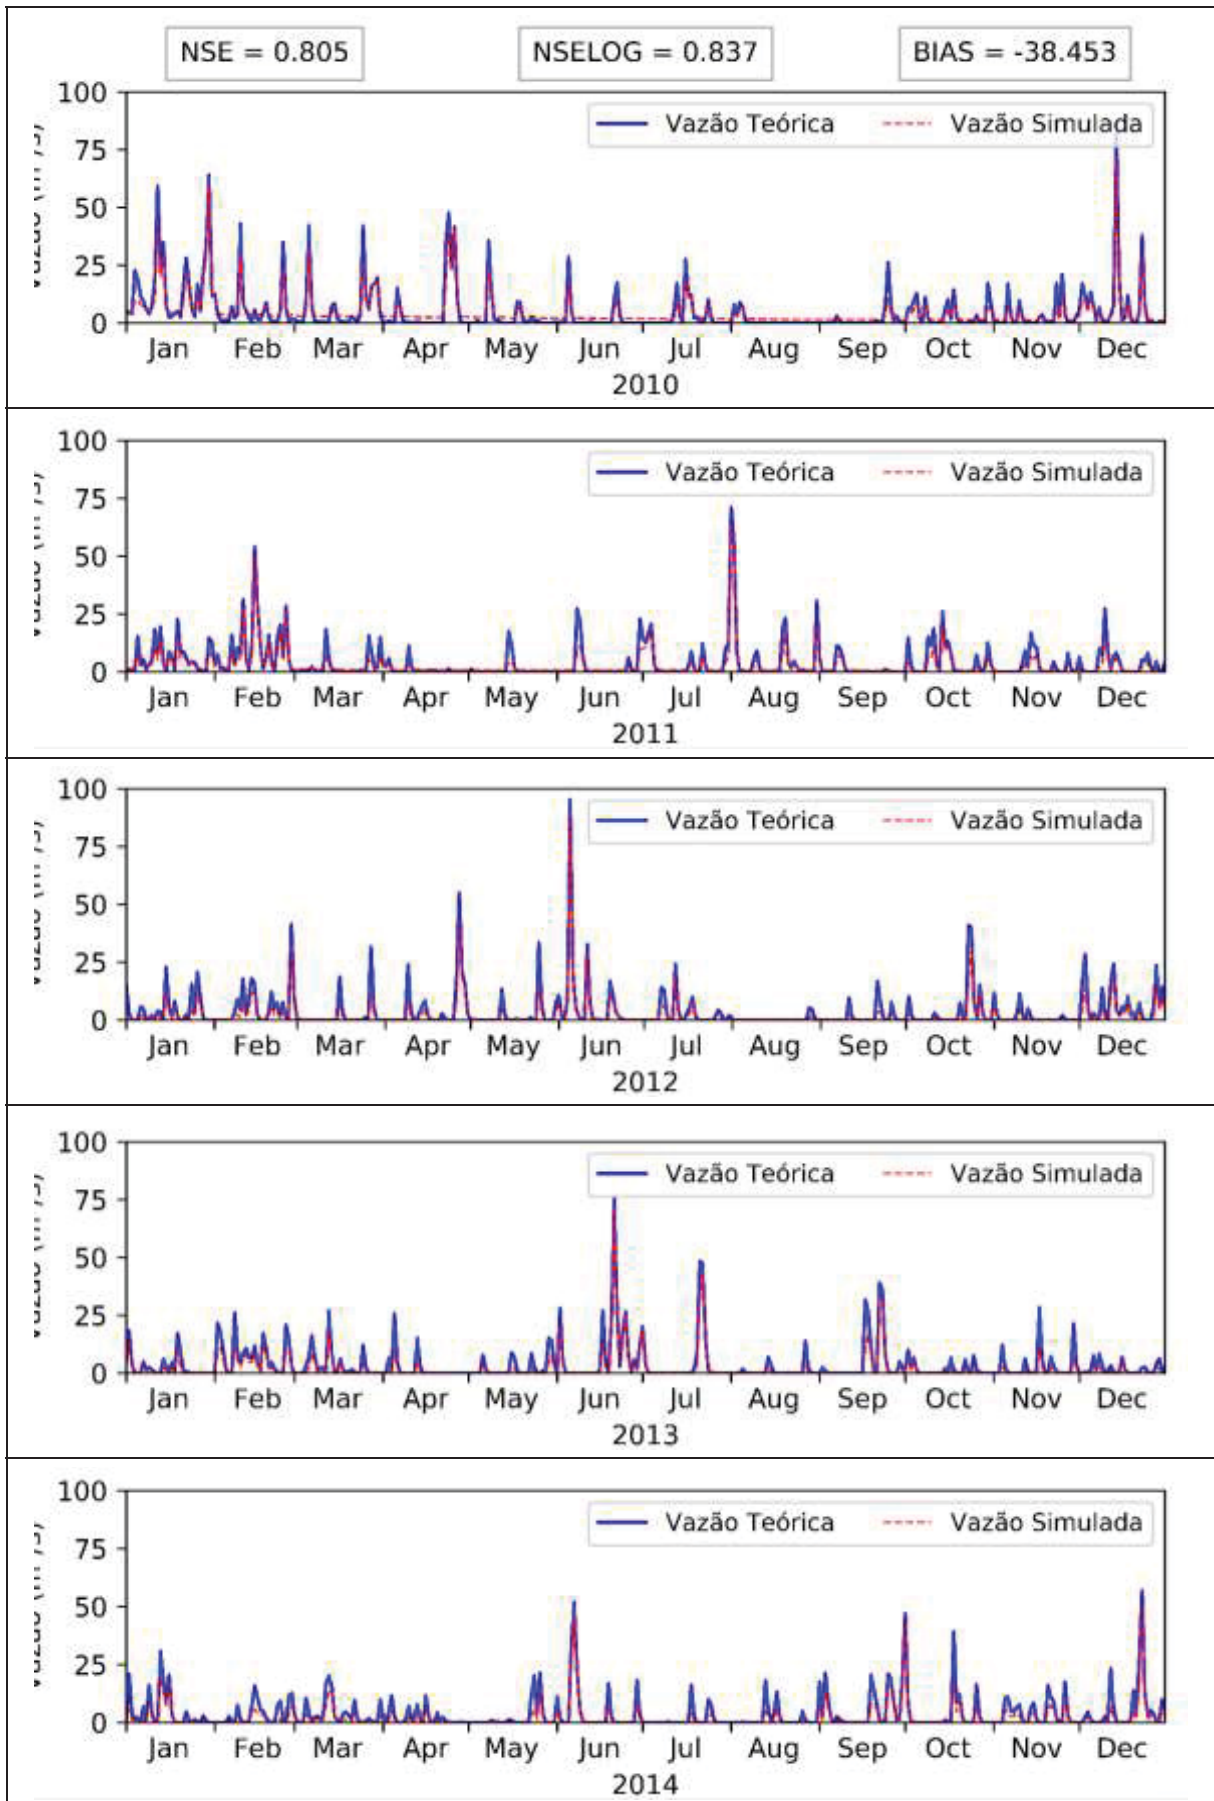 NSE = 0.805 NSELOG = 0.837 BIAS = -38.453
100
75
50
25
0
Vazão Teórica Vazão Simulada
Jan Feb Mar Apr May Jun Jul Aug Sep Oct Nov Dec
2010
100
75
50
25
0
Vazão Teórica Vazão Simulada
Jan Feb Mar Apr May Jun Jul Aug Sep Oct Nov Dec
2011
100
75
50
25
0
Vazão Teórica Vazão Simulada
Jan Feb Mar Apr May Jun Jul Aug Sep Oct Nov Dec
2012
100
75
50
25
0
Vazão Teórica Vazão Simulada
Jan Feb Mar Apr May Jun Jul Aug Sep Oct Nov Dec
2013
100
75
50
25
0
Vazão Teórica Vazão Simulada
Jan Feb Mar Apr May Jun Jul Aug Sep Oct Nov Dec
2014